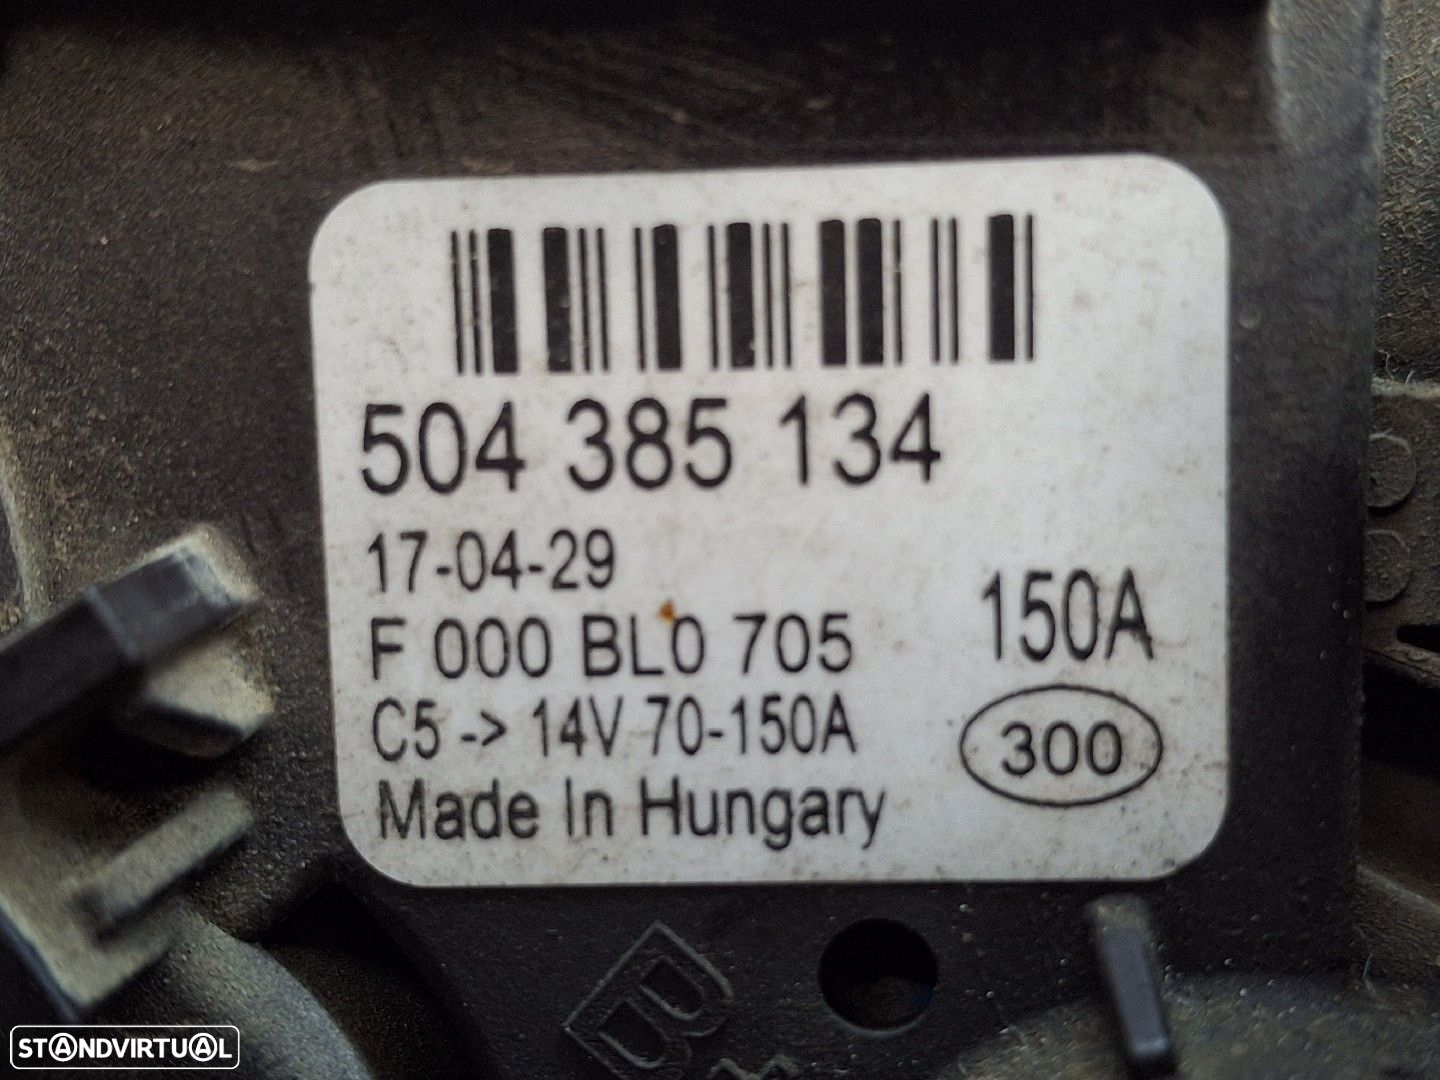 504 385 134
17-04-29
F 000 BL0 705
150A
C5 -> 14V 70-150A
300
Made In Hungary
B
STANDVIRTUAL